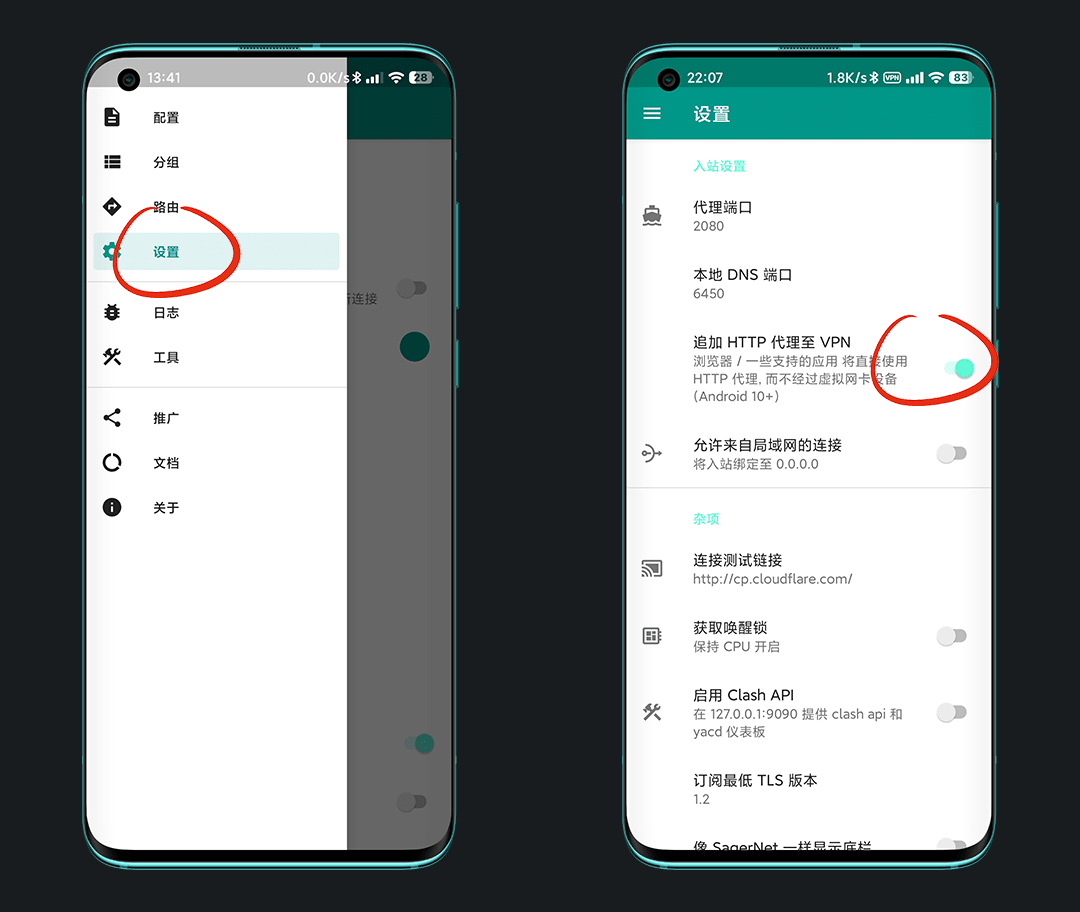 13:41
0.0K/s
28
配置
分组
路由
设置
行连接
日志
工具
推广
文档
关于
22:07
1.8K/s
VPN
83
设置
入站设置
代理端口
2080
本地 DNS 端口
6450
追加 HTTP 代理至 VPN
浏览器 / 一些支持的应用 将直接使用
HTTP 代理, 而不经过虚拟网卡设备
(Android 10+)
允许来自局域网的连接
将入站绑定至 0.0.0.0
杂项
连接测试链接
http://cp.cloudflare.com/
获取唤醒锁
保持 CPU 开启
启用 Clash API
在 127.0.0.1:9090 提供 clash api 和
yacd 仪表板
订阅最低 TLS 版本
1.2
像 SagerNet 一样显示底栏